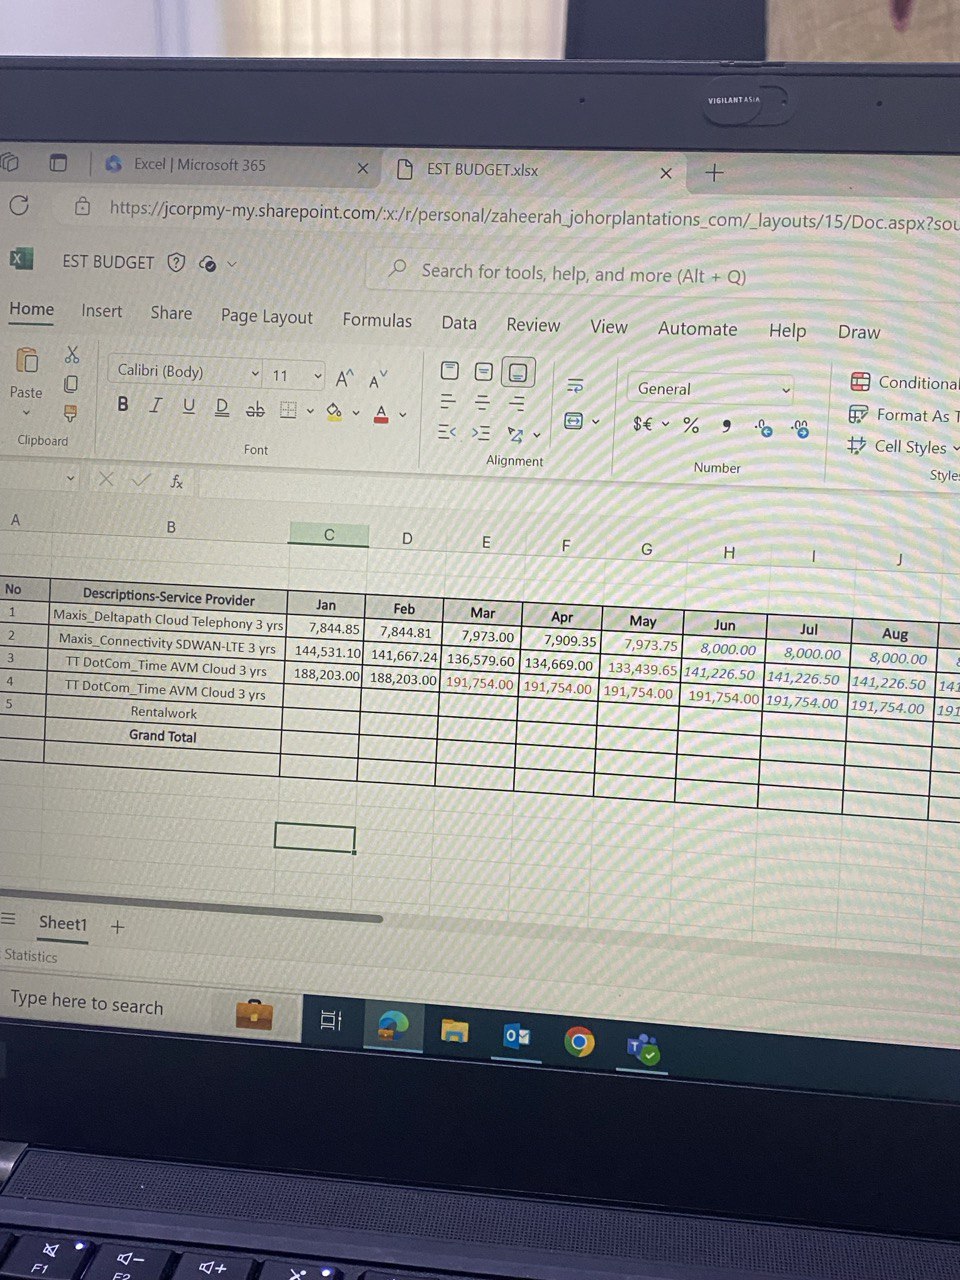 VIGILANT ASIA
Excel | Microsoft 365
EST BUDGET.xlsx
https://jcorpmy-my.sharepoint.com/:x:/r/personal/zaheerah_johorplantations_com/_layouts/15/Doc.aspx?sou
EST BUDGET
Search for tools, help, and more (Alt + Q)
Home Insert Share Page Layout Formulas Data Review View Automate Help Draw
Paste
Calibri (Body) 11 A^ A˅
General
Conditional
B I U D ab A
$€ % 9 .0 .00
Format As T
Cell Styles
Clipboard Font Alignment Number Style
fx
A B C D E F G H I J
No Descriptions-Service Provider Jan Feb Mar Apr May Jun Jul Aug
1 Maxis_Deltapath Cloud Telephony 3 yrs 7,844.85 7,844.81 7,973.00 7,909.35 7,973.75 8,000.00 8,000.00 8,000.00
2 Maxis_Connectivity SDWAN-LTE 3 yrs 144,531.10 141,667.24 136,579.60 134,669.00 133,439.65 141,226.50 141,226.50 141,226.50 141
3 TT DotCom_Time AVM Cloud 3 yrs 188,203.00 188,203.00 191,754.00 191,754.00 191,754.00 191,754.00 191,754.00 191,754.00 191
4 TT DotCom_Time AVM Cloud 3 yrs
5 Rentalwork
Grand Total
Sheet1
Statistics
Type here to search
F1
F2